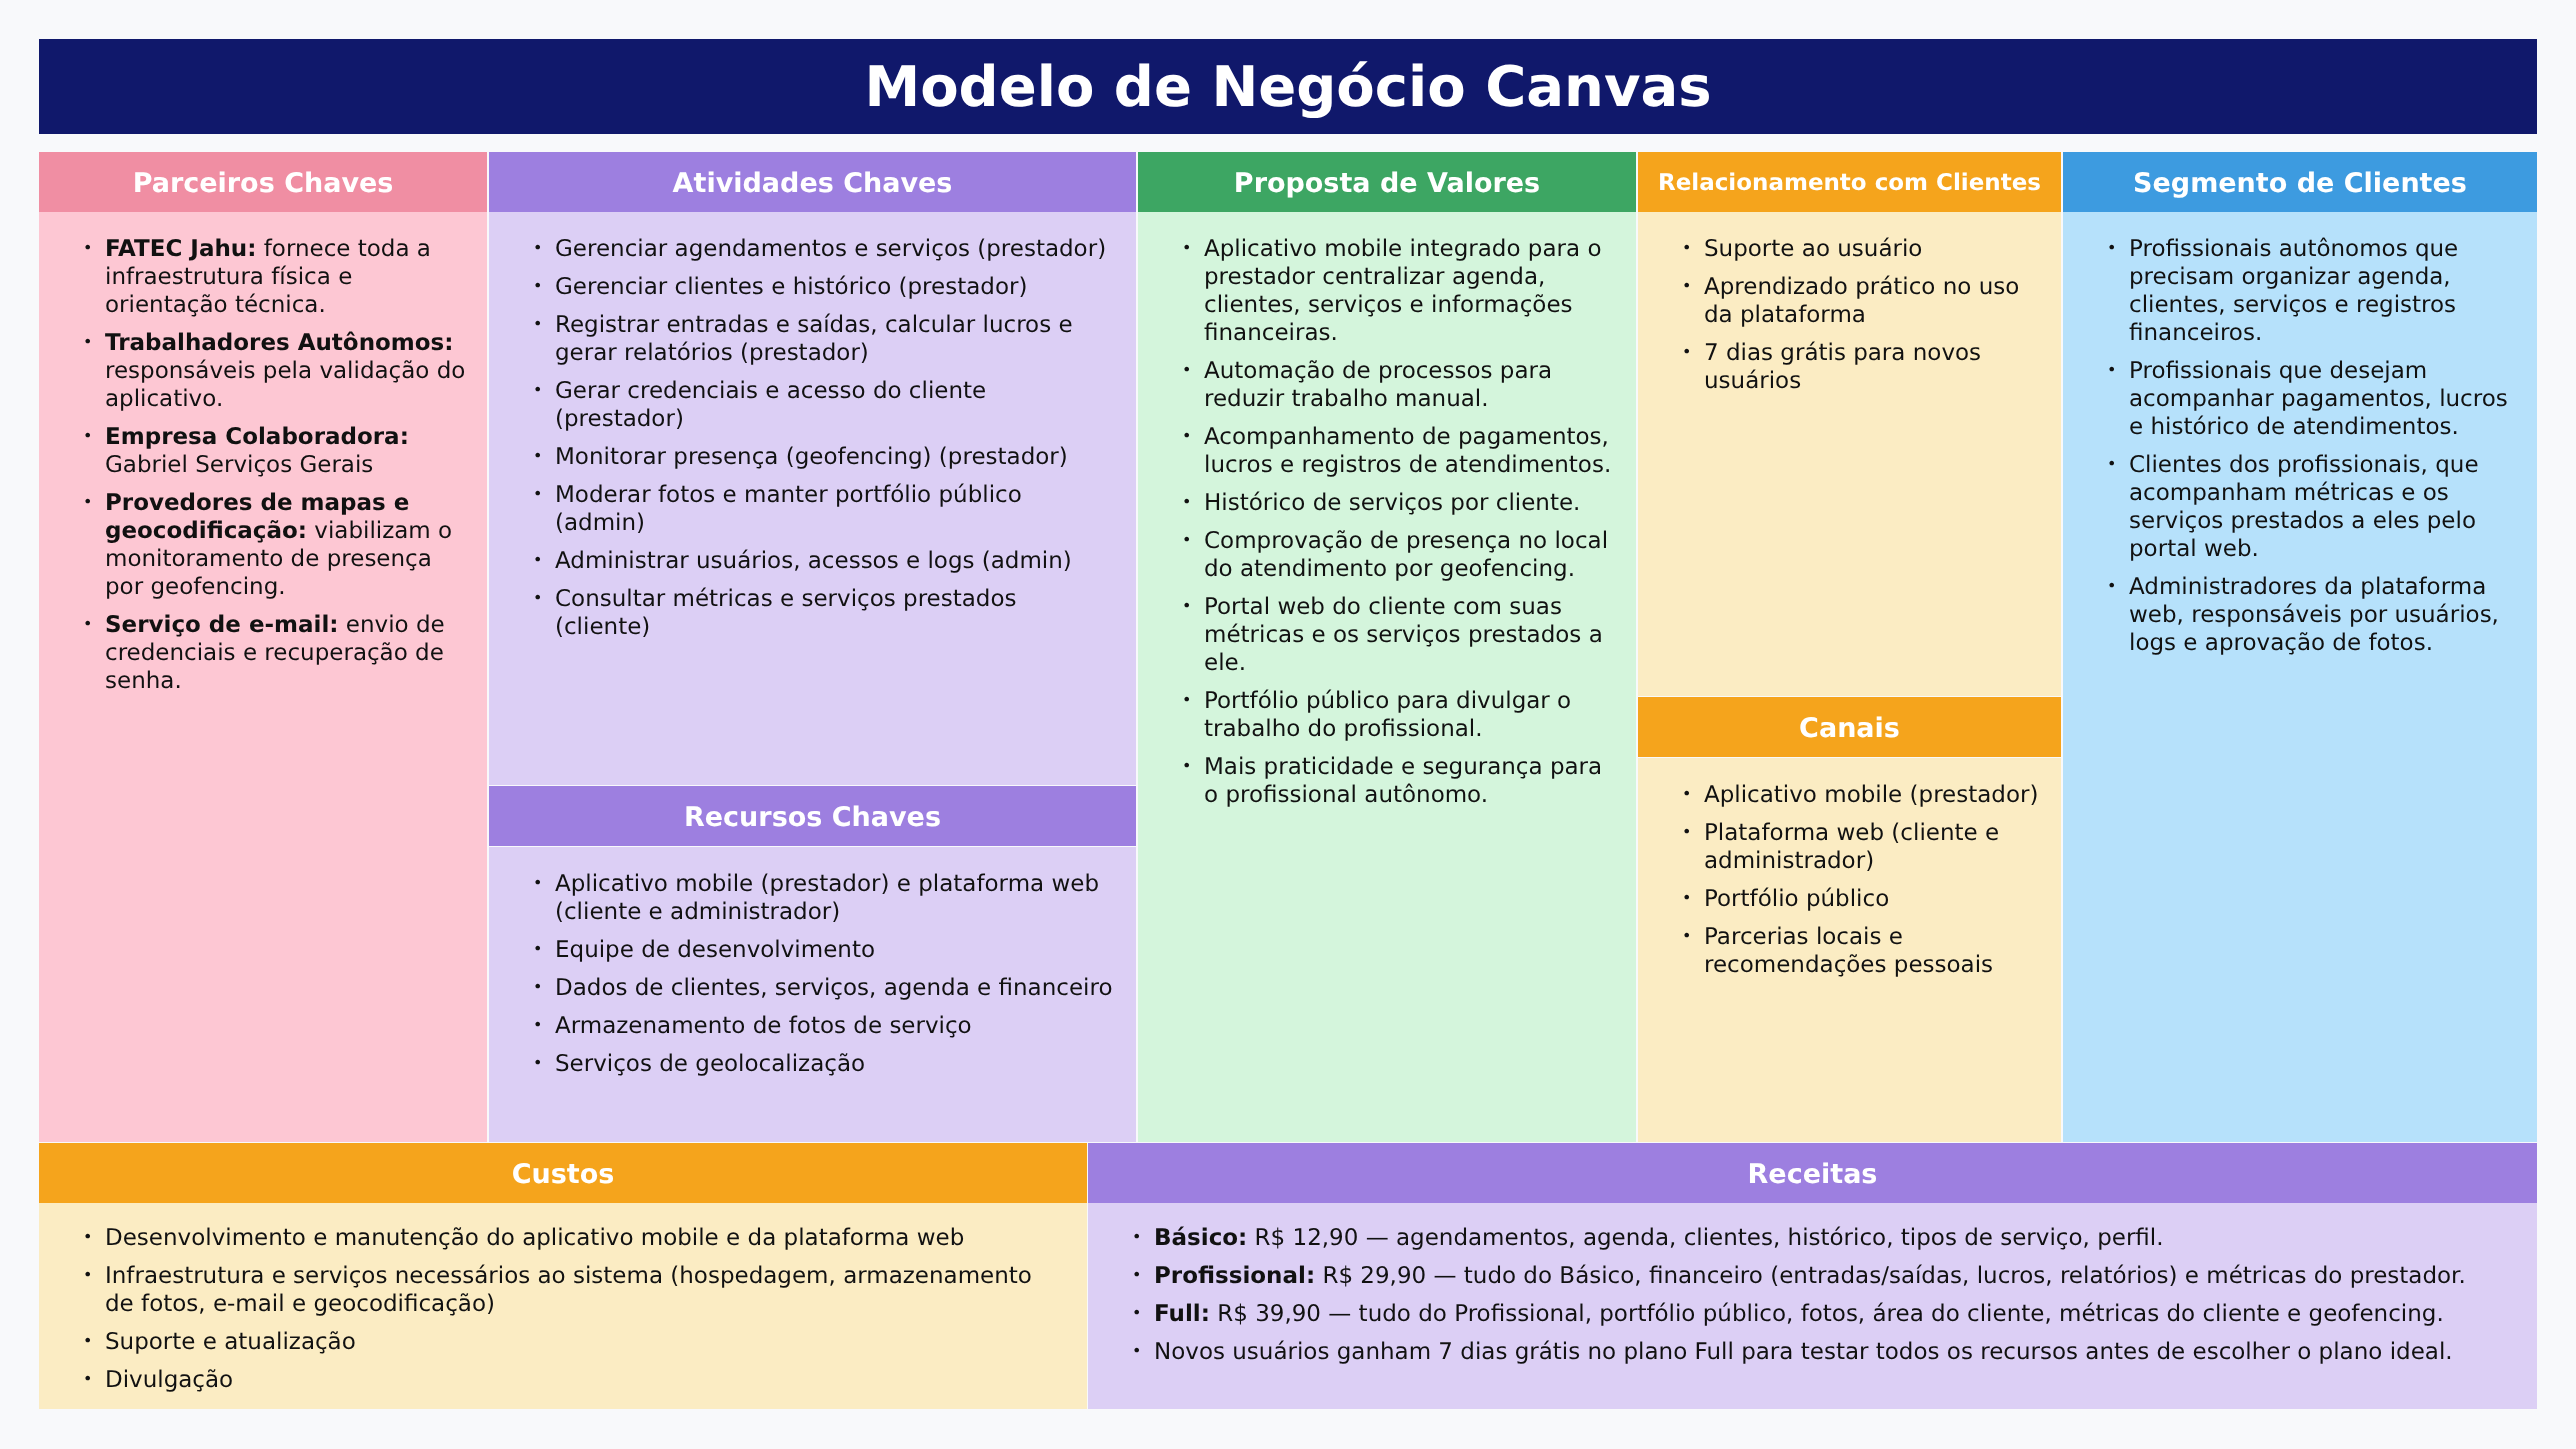 Modelo de Negócio Canvas
Parceiros Chaves
• FATEC Jahu: fornece toda a
infraestrutura física e
orientação técnica.
• Trabalhadores Autônomos:
responsáveis pela validação do
aplicativo.
• Empresa Colaboradora:
Gabriel Serviços Gerais
• Provedores de mapas e
geocodificação: viabilizam o
monitoramento de presença
por geofencing.
• Serviço de e-mail: envio de
credenciais e recuperação de
senha.
Atividades Chaves
• Gerenciar agendamentos e serviços (prestador)
• Gerenciar clientes e histórico (prestador)
• Registrar entradas e saídas, calcular lucros e
gerar relatórios (prestador)
• Gerar credenciais e acesso do cliente
(prestador)
• Monitorar presença (geofencing) (prestador)
• Moderar fotos e manter portfólio público
(admin)
• Administrar usuários, acessos e logs (admin)
• Consultar métricas e serviços prestados
(cliente)
Recursos Chaves
• Aplicativo mobile (prestador) e plataforma web
(cliente e administrador)
• Equipe de desenvolvimento
• Dados de clientes, serviços, agenda e financeiro
• Armazenamento de fotos de serviço
• Serviços de geolocalização
Proposta de Valores
• Aplicativo mobile integrado para o
prestador centralizar agenda,
clientes, serviços e informações
financeiras.
• Automação de processos para
reduzir trabalho manual.
• Acompanhamento de pagamentos,
lucros e registros de atendimentos.
• Histórico de serviços por cliente.
• Comprovação de presença no local
do atendimento por geofencing.
• Portal web do cliente com suas
métricas e os serviços prestados a
ele.
• Portfólio público para divulgar o
trabalho do profissional.
• Mais praticidade e segurança para
o profissional autônomo.
Relacionamento com Clientes
• Suporte ao usuário
• Aprendizado prático no uso
da plataforma
• 7 dias grátis para novos
usuários
Canais
• Aplicativo mobile (prestador)
• Plataforma web (cliente e
administrador)
• Portfólio público
• Parcerias locais e
recomendações pessoais
Segmento de Clientes
• Profissionais autônomos que
precisam organizar agenda,
clientes, serviços e registros
financeiros.
• Profissionais que desejam
acompanhar pagamentos, lucros
e histórico de atendimentos.
• Clientes dos profissionais, que
acompanham métricas e os
serviços prestados a eles pelo
portal web.
• Administradores da plataforma
web, responsáveis por usuários,
logs e aprovação de fotos.
Custos
• Desenvolvimento e manutenção do aplicativo mobile e da plataforma web
• Infraestrutura e serviços necessários ao sistema (hospedagem, armazenamento
de fotos, e-mail e geocodificação)
• Suporte e atualização
• Divulgação
Receitas
• Básico: R$ 12,90 — agendamentos, agenda, clientes, histórico, tipos de serviço, perfil.
• Profissional: R$ 29,90 — tudo do Básico, financeiro (entradas/saídas, lucros, relatórios) e métricas do prestador.
• Full: R$ 39,90 — tudo do Profissional, portfólio público, fotos, área do cliente, métricas do cliente e geofencing.
• Novos usuários ganham 7 dias grátis no plano Full para testar todos os recursos antes de escolher o plano ideal.